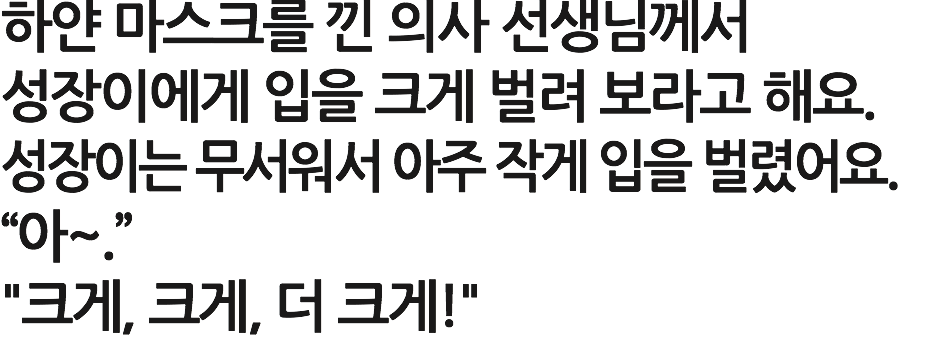 하얀 마스크를 낀 의사 선생님께서
성장이에게 입을 크게 벌려 보라고 해요.
성장이는 무서워서 아주 작게 입을 벌렸어요.
“아~.”
"크게, 크게, 더 크게!"